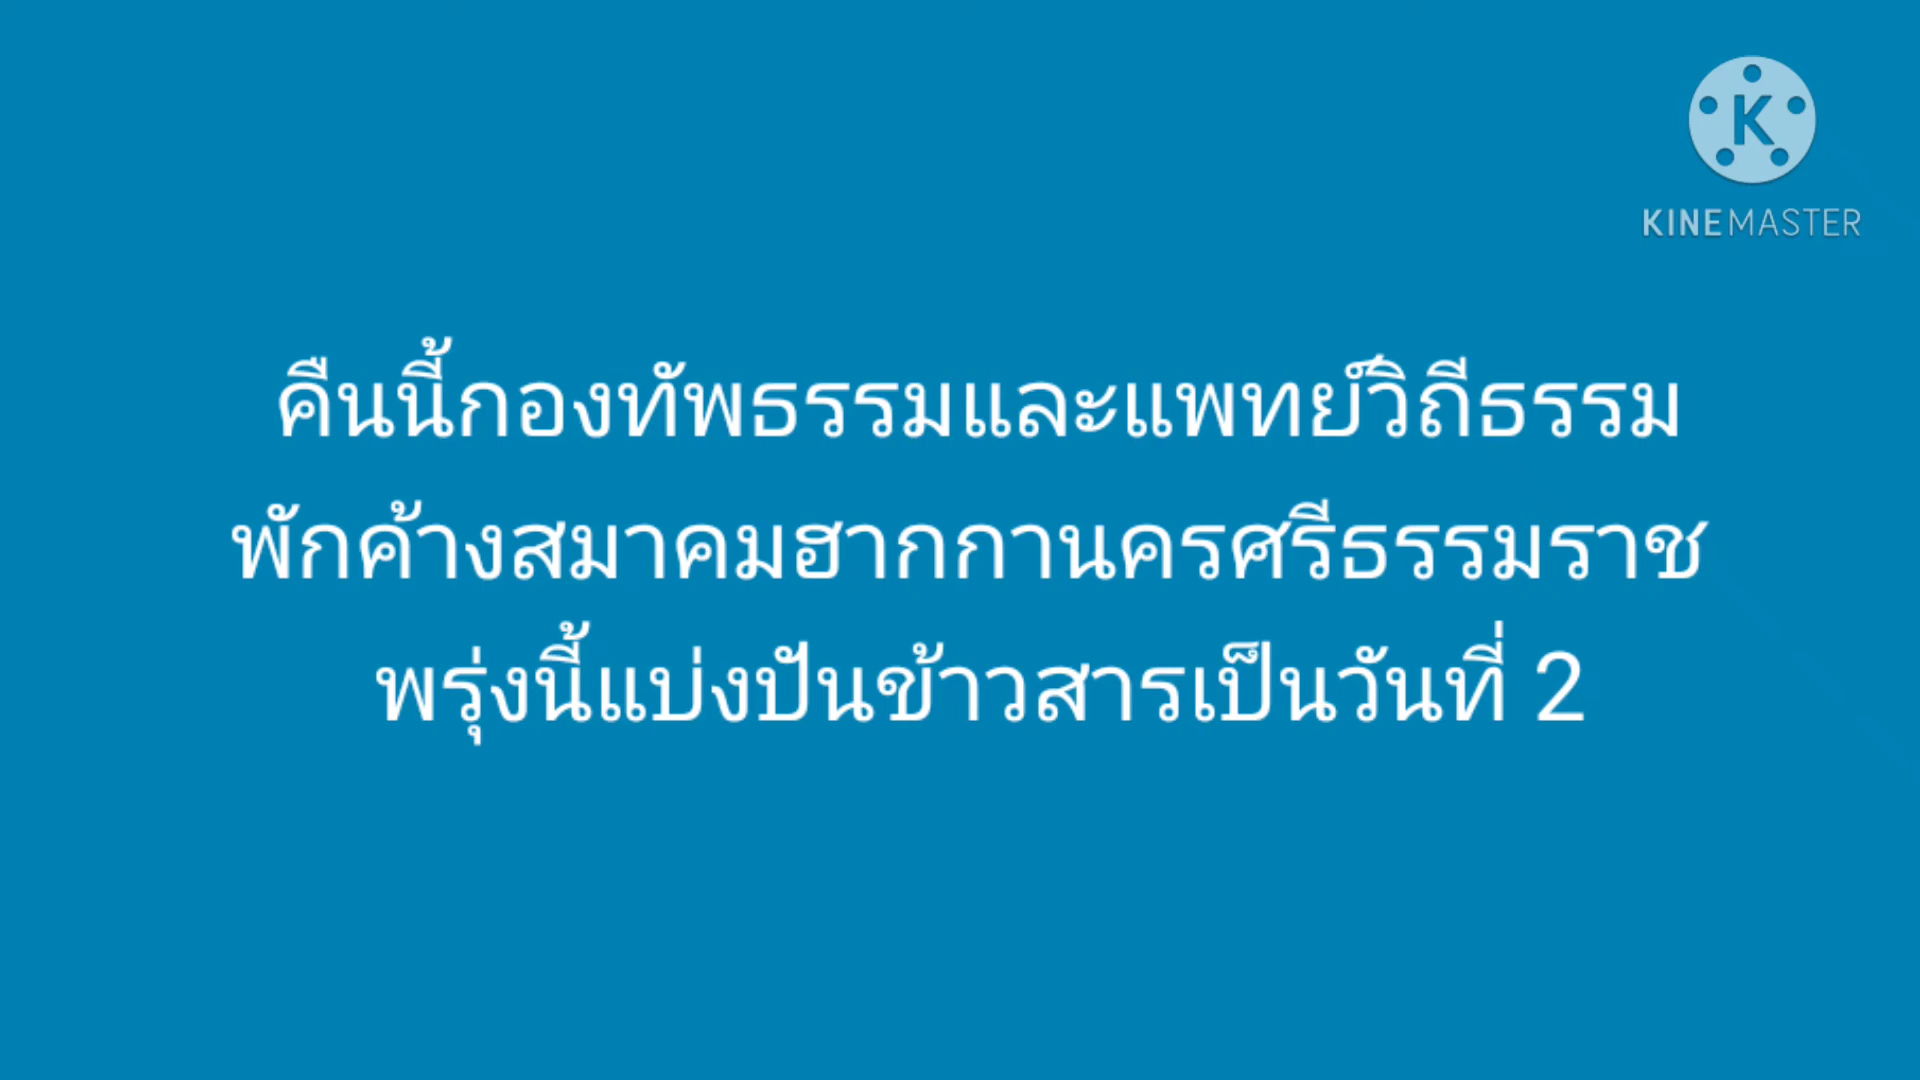 K
KINEMASTER
คืนนี้กองทัพธรรมและแพทย์วิถีธรรม
พักค้างสมาคมฮากกานครศรีธรรมราช
พรุ่งนี้แบ่งปันข้าวสารเป็นวันที่ 2